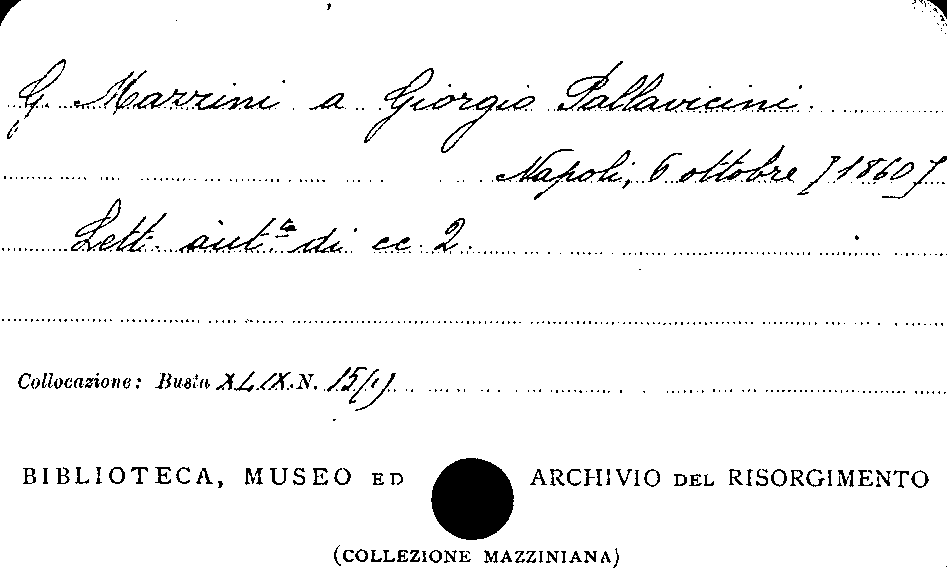 G. Mazzini a Giorgio Pallavicini.
Napoli, 6 ottobre [1860]
Lett. aut.ª di cc. 2.
Collocazione: Busta XLIX. N. 15(1)
BIBLIOTECA, MUSEO ED ARCHIVIO DEL RISORGIMENTO
(COLLEZIONE MAZZINIANA)